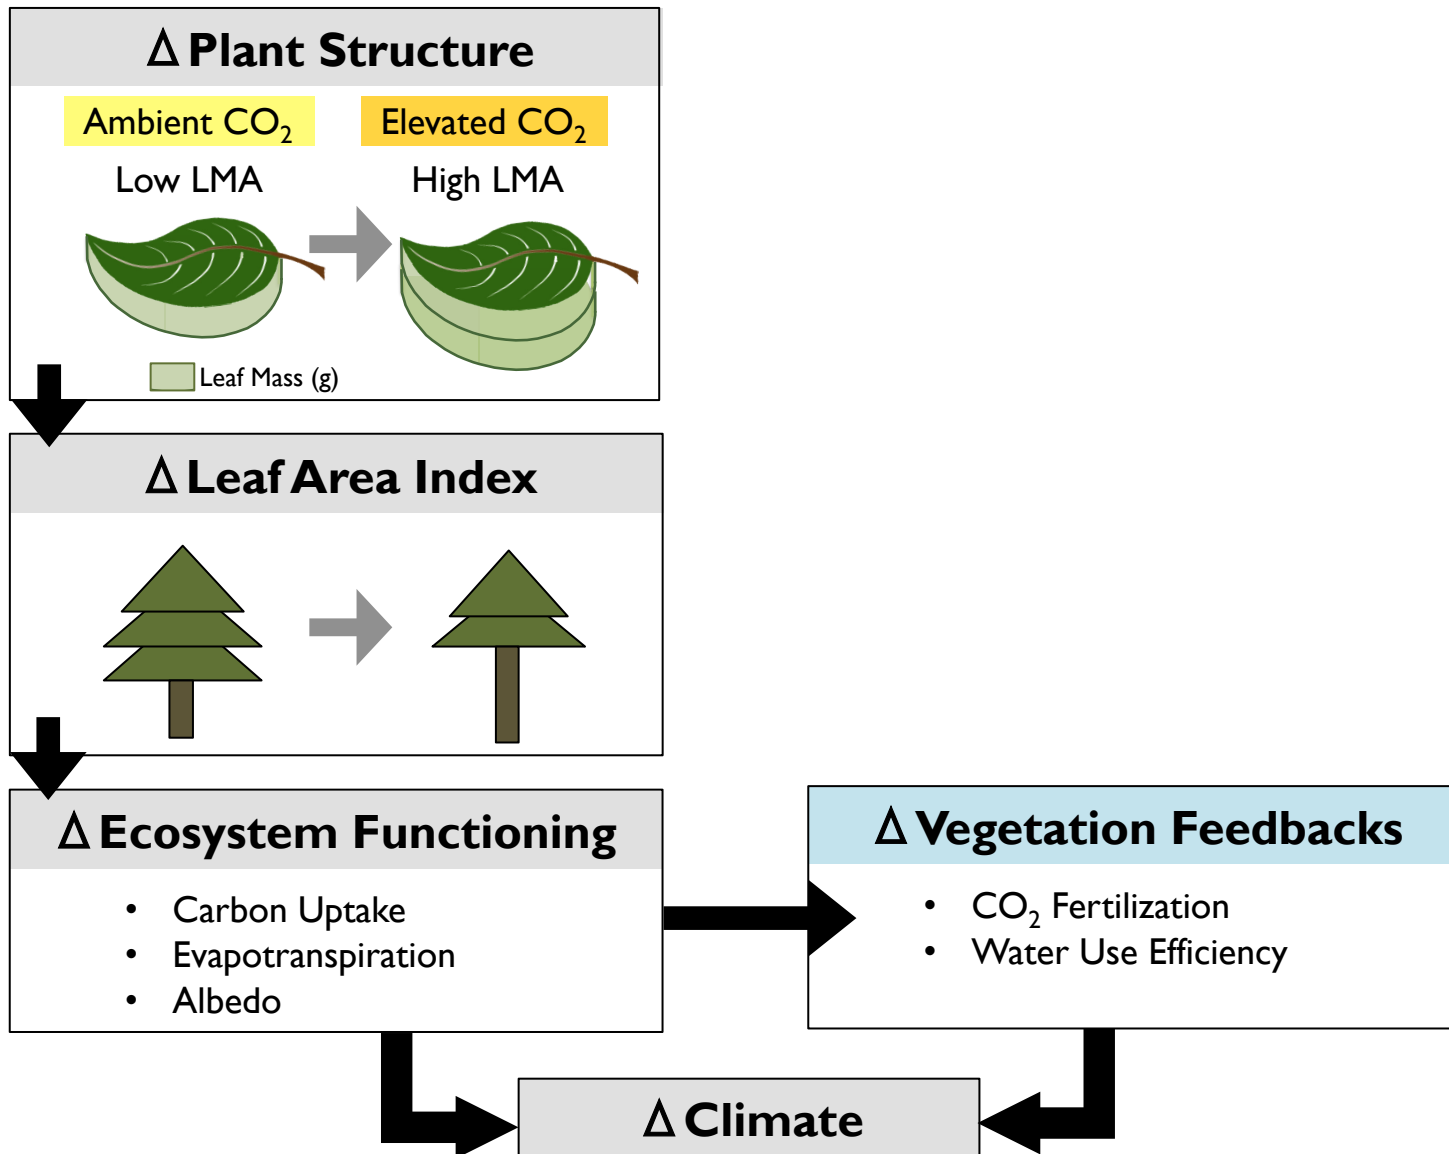 Δ Plant Structure
Ambient CO₂
Elevated CO₂
Low LMA
High LMA
Leaf Mass (g)
Δ Leaf Area Index
Δ Ecosystem Functioning
• Carbon Uptake
• Evapotranspiration
• Albedo
Δ Vegetation Feedbacks
• CO₂ Fertilization
• Water Use Efficiency
Δ Climate